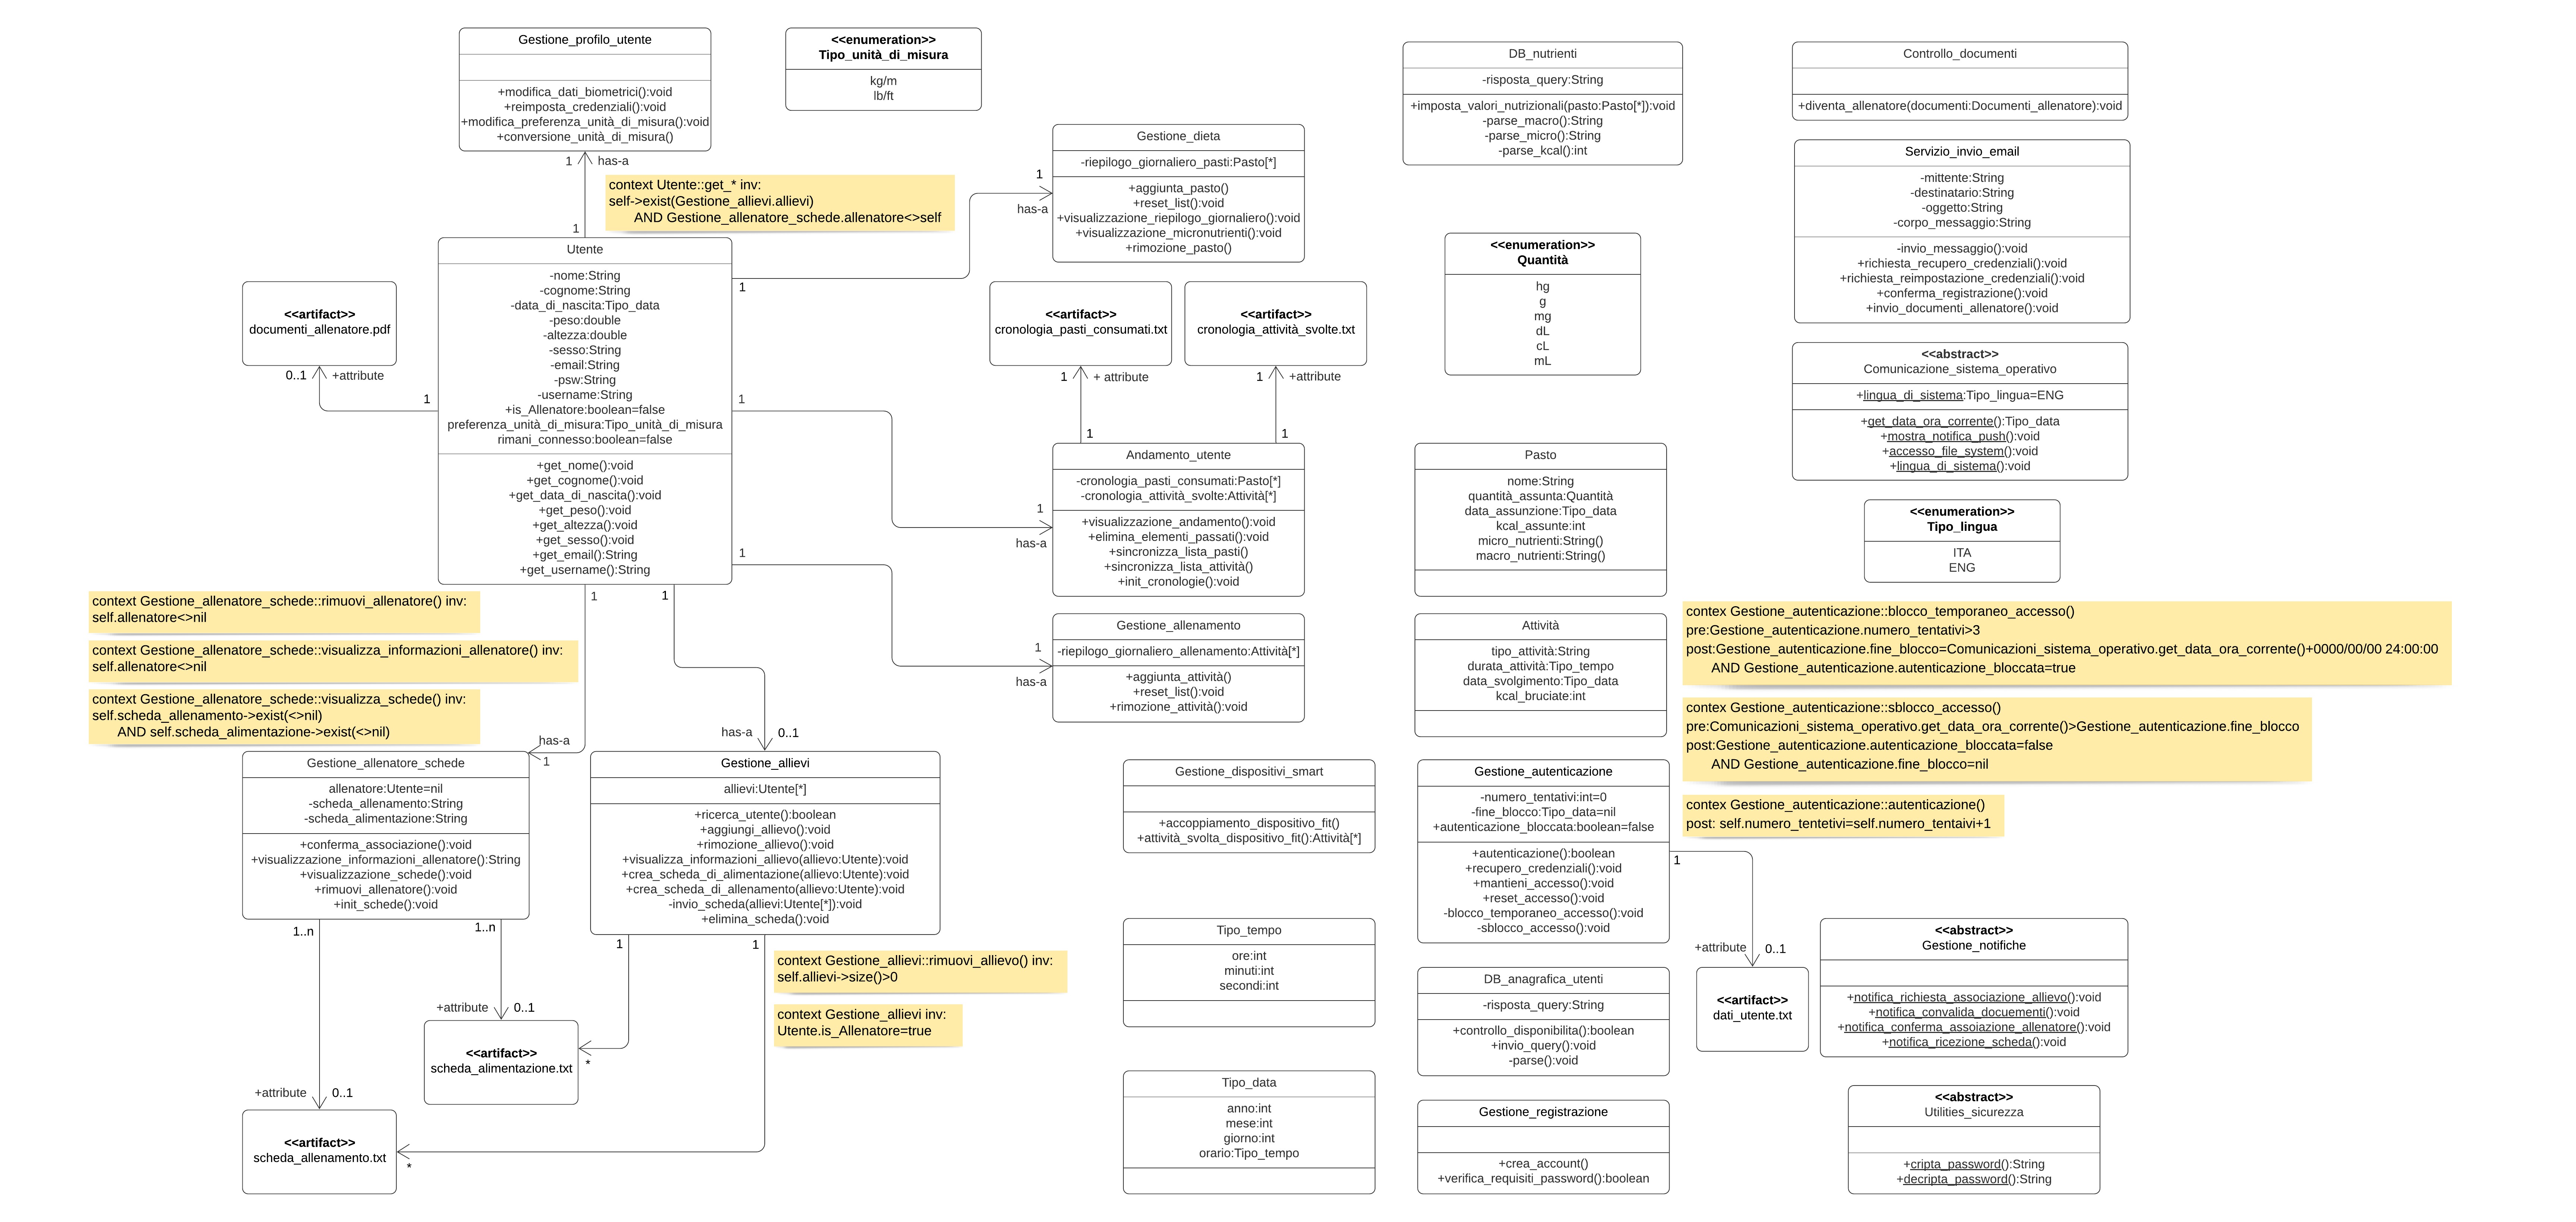 Gestione_profilo_utente
+modifica_dati_biometrici():void
+reimposta_credenziali():void
+modifica_preferenza_unità_di_misura():void
+conversione_unità_di_misura()
1
has-a
1
<<enumeration>>
Tipo_unità_di_misura
kg/m
lb/ft
context Utente::get_* inv:
self->exist(Gestione_allievi.allievi)
AND Gestione_allenatore_schede.allenatore<>self
Utente
-nome:String
-cognome:String
-data_di_nascita:Tipo_data
-peso:double
-altezza:double
-sesso:String
-email:String
-psw:String
-username:String
+is_Allenatore:boolean=false
preferenza_unità_di_misura:Tipo_unità_di_misura
rimani_connesso:boolean=false
+get_nome():void
+get_cognome():void
+get_data_di_nascita():void
+get_peso():void
+get_altezza():void
+get_sesso():void
+get_email():String
+get_username():String
<<artifact>>
documenti_allenatore.pdf
0..1
+attribute
1
1
1
1
1
1
Gestione_dieta
-riepilogo_giornaliero_pasti:Pasto[*]
+aggiunta_pasto()
+reset_list():void
+visualizzazione_riepilogo_giornaliero():void
+visualizzazione_micronutrienti():void
+rimozione_pasto()
1
has-a
<<artifact>>
cronologia_pasti_consumati.txt
1
+ attribute
1
<<artifact>>
cronologia_attività_svolte.txt
1
+attribute
1
Andamento_utente
-cronologia_pasti_consumati:Pasto[*]
-cronologia_attività_svolte:Attività[*]
+visualizzazione_andamento():void
+elimina_elementi_passati():void
+sincronizza_lista_pasti()
+sincronizza_lista_attività()
+init_cronologie():void
1
has-a
Gestione_allenamento
-riepilogo_giornaliero_allenamento:Attività[*]
+aggiunta_attività()
+reset_list():void
+rimozione_attività():void
1
has-a
context Gestione_allenatore_schede::rimuovi_allenatore() inv:
self.allenatore<>nil
context Gestione_allenatore_schede::visualizza_informazioni_allenatore() inv:
self.allenatore<>nil
context Gestione_allenatore_schede::visualizza_schede() inv:
self.scheda_allenamento->exist(<>nil)
AND self.scheda_alimentazione->exist(<>nil)
has-a
1
Gestione_allenatore_schede
allenatore:Utente=nil
-scheda_allenamento:String
-scheda_alimentazione:String
+conferma_associazione():void
+visualizzazione_informazioni_allenatore():String
+visualizzazione_schede():void
+rimuovi_allenatore():void
+init_schede():void
1..n
1..n
has-a
0..1
Gestione_allievi
allievi:Utente[*]
+ricerca_utente():boolean
+aggiungi_allievo():void
+rimozione_allievo():void
+visualizza_informazioni_allievo(allievo:Utente):void
+crea_scheda_di_alimentazione(allievo:Utente):void
+crea_scheda_di_allenamento(allievo:Utente):void
-invio_scheda(allievi:Utente[*]):void
+elimina_scheda():void
1
1
context Gestione_allievi::rimuovi_allievo() inv:
self.allievi->size()>0
context Gestione_allievi inv:
Utente.is_Allenatore=true
+attribute
0..1
<<artifact>>
scheda_alimentazione.txt
*
+attribute
0..1
<<artifact>>
scheda_allenamento.txt
*
DB_nutrienti
-risposta_query:String
+imposta_valori_nutrizionali(pasto:Pasto[*]):void
-parse_macro():String
-parse_micro():String
-parse_kcal():int
<<enumeration>>
Quantità
hg
g
mg
dL
cL
mL
Pasto
nome:String
quantità_assunta:Quantità
data_assunzione:Tipo_data
kcal_assunte:int
micro_nutrienti:String()
macro_nutrienti:String()
Attività
tipo_attività:String
durata_attività:Tipo_tempo
data_svolgimento:Tipo_data
kcal_bruciate:int
Gestione_dispositivi_smart
+accoppiamento_dispositivo_fit()
+attività_svolta_dispositivo_fit():Attività[*]
Tipo_tempo
ore:int
minuti:int
secondi:int
Tipo_data
anno:int
mese:int
giorno:int
orario:Tipo_tempo
Gestione_autenticazione
-numero_tentativi:int=0
-fine_blocco:Tipo_data=nil
+autenticazione_bloccata:boolean=false
+autenticazione():boolean
+recupero_credenziali():void
+mantieni_accesso():void
+reset_accesso():void
-blocco_temporaneo_accesso():void
-sblocco_accesso():void
1
+attribute
0..1
<<artifact>>
dati_utente.txt
DB_anagrafica_utenti
-risposta_query:String
+controllo_disponibilita():boolean
+invio_query():void
-parse():void
Gestione_registrazione
+crea_account()
+verifica_requisiti_password():boolean
Controllo_documenti
+diventa_allenatore(documenti:Documenti_allenatore):void
Servizio_invio_email
-mittente:String
-destinatario:String
-oggetto:String
-corpo_messaggio:String
-invio_messaggio():void
+richiesta_recupero_credenziali():void
+richiesta_reimpostazione_credenziali():void
+conferma_registrazione():void
+invio_documenti_allenatore():void
<<abstract>>
Comunicazione_sistema_operativo
+lingua_di_sistema:Tipo_lingua=ENG
+get_data_ora_corrente():Tipo_data
+mostra_notifica_push():void
+accesso_file_system():void
+lingua_di_sistema():void
<<enumeration>>
Tipo_lingua
ITA
ENG
contex Gestione_autenticazione::blocco_temporaneo_accesso()
pre:Gestione_autenticazione.numero_tentativi>3
post:Gestione_autenticazione.fine_blocco=Comunicazioni_sistema_operativo.get_data_ora_corrente()+0000/00/00 24:00:00
AND Gestione_autenticazione.autenticazione_bloccata=true
context Gestione_autenticazione::sblocco_accesso()
pre:Comunicazioni_sistema_operativo.get_data_ora_corrente()>Gestione_autenticazione.fine_blocco
post:Gestione_autenticazione.autenticazione_bloccata=false
AND Gestione_autenticazione.fine_blocco=nil
contex Gestione_autenticazione::autenticazione()
post: self.numero_tentetivi=self.numero_tentaivi+1
<<abstract>>
Gestione_notifiche
+notifica_richiesta_associazione_allievo():void
+notifica_convalida_docuementi():void
+notifica_conferma_assoiazione_allenatore():void
+notifica_ricezione_scheda():void
<<abstract>>
Utilities_sicurezza
+cripta_password():String
+decripta_password():String